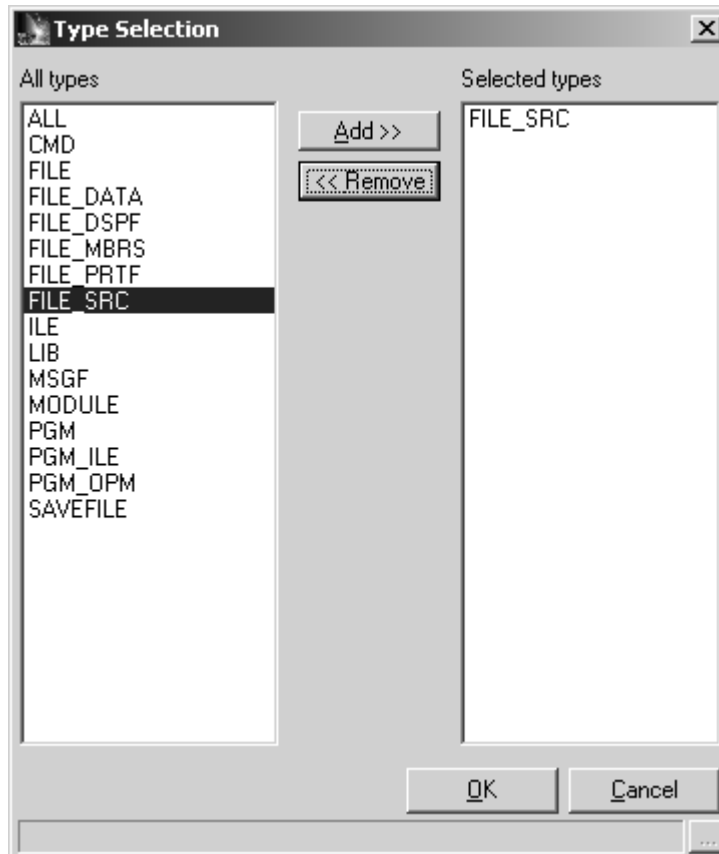 Type Selection
All types
Selected types
ALL
CMD
FILE
FILE_DATA
FILE_DSPF
FILE_MBRS
FILE_PRTF
FILE_SRC
ILE
LIB
MSGF
MODULE
PGM
PGM_ILE
PGM_OPM
SAVEFILE
Add >>
<< Remove
FILE_SRC
OK
Cancel
...